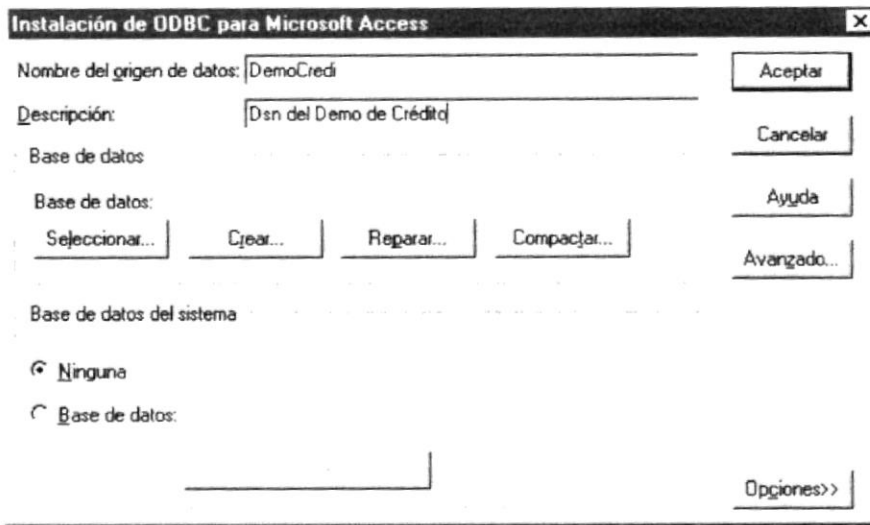 Instalación de ODBC para Microsoft Access
Nombre del origen de datos: DemoCredi
Descripción: Dsn del Demo de Crédito
Base de datos
Base de datos:
Seleccionar... Crear... Reparar... Compactar...
Base de datos del sistema
Ninguna
Base de datos:
Aceptar
Cancelar
Ayuda
Avanzado...
Opciones>>